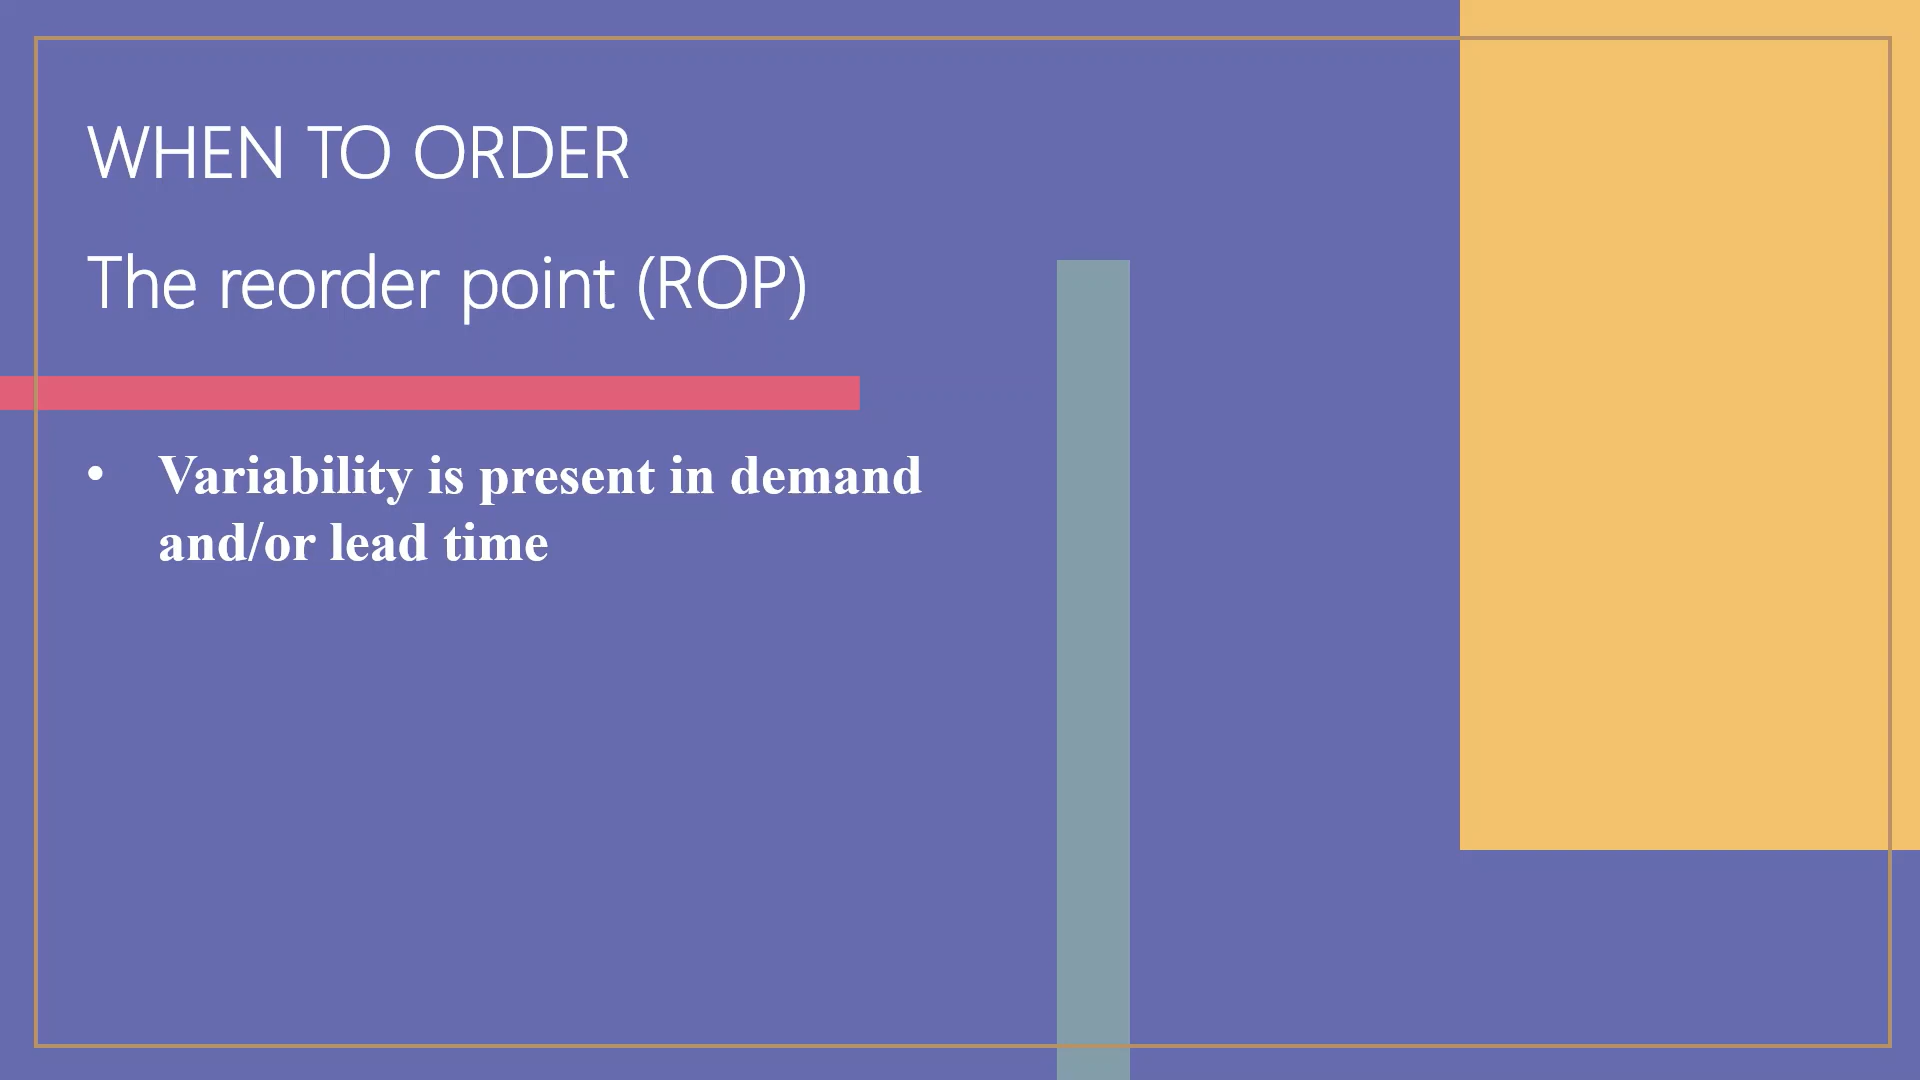 WHEN TO ORDER
The reorder point (ROP)
• Variability is present in demand
and/or lead time